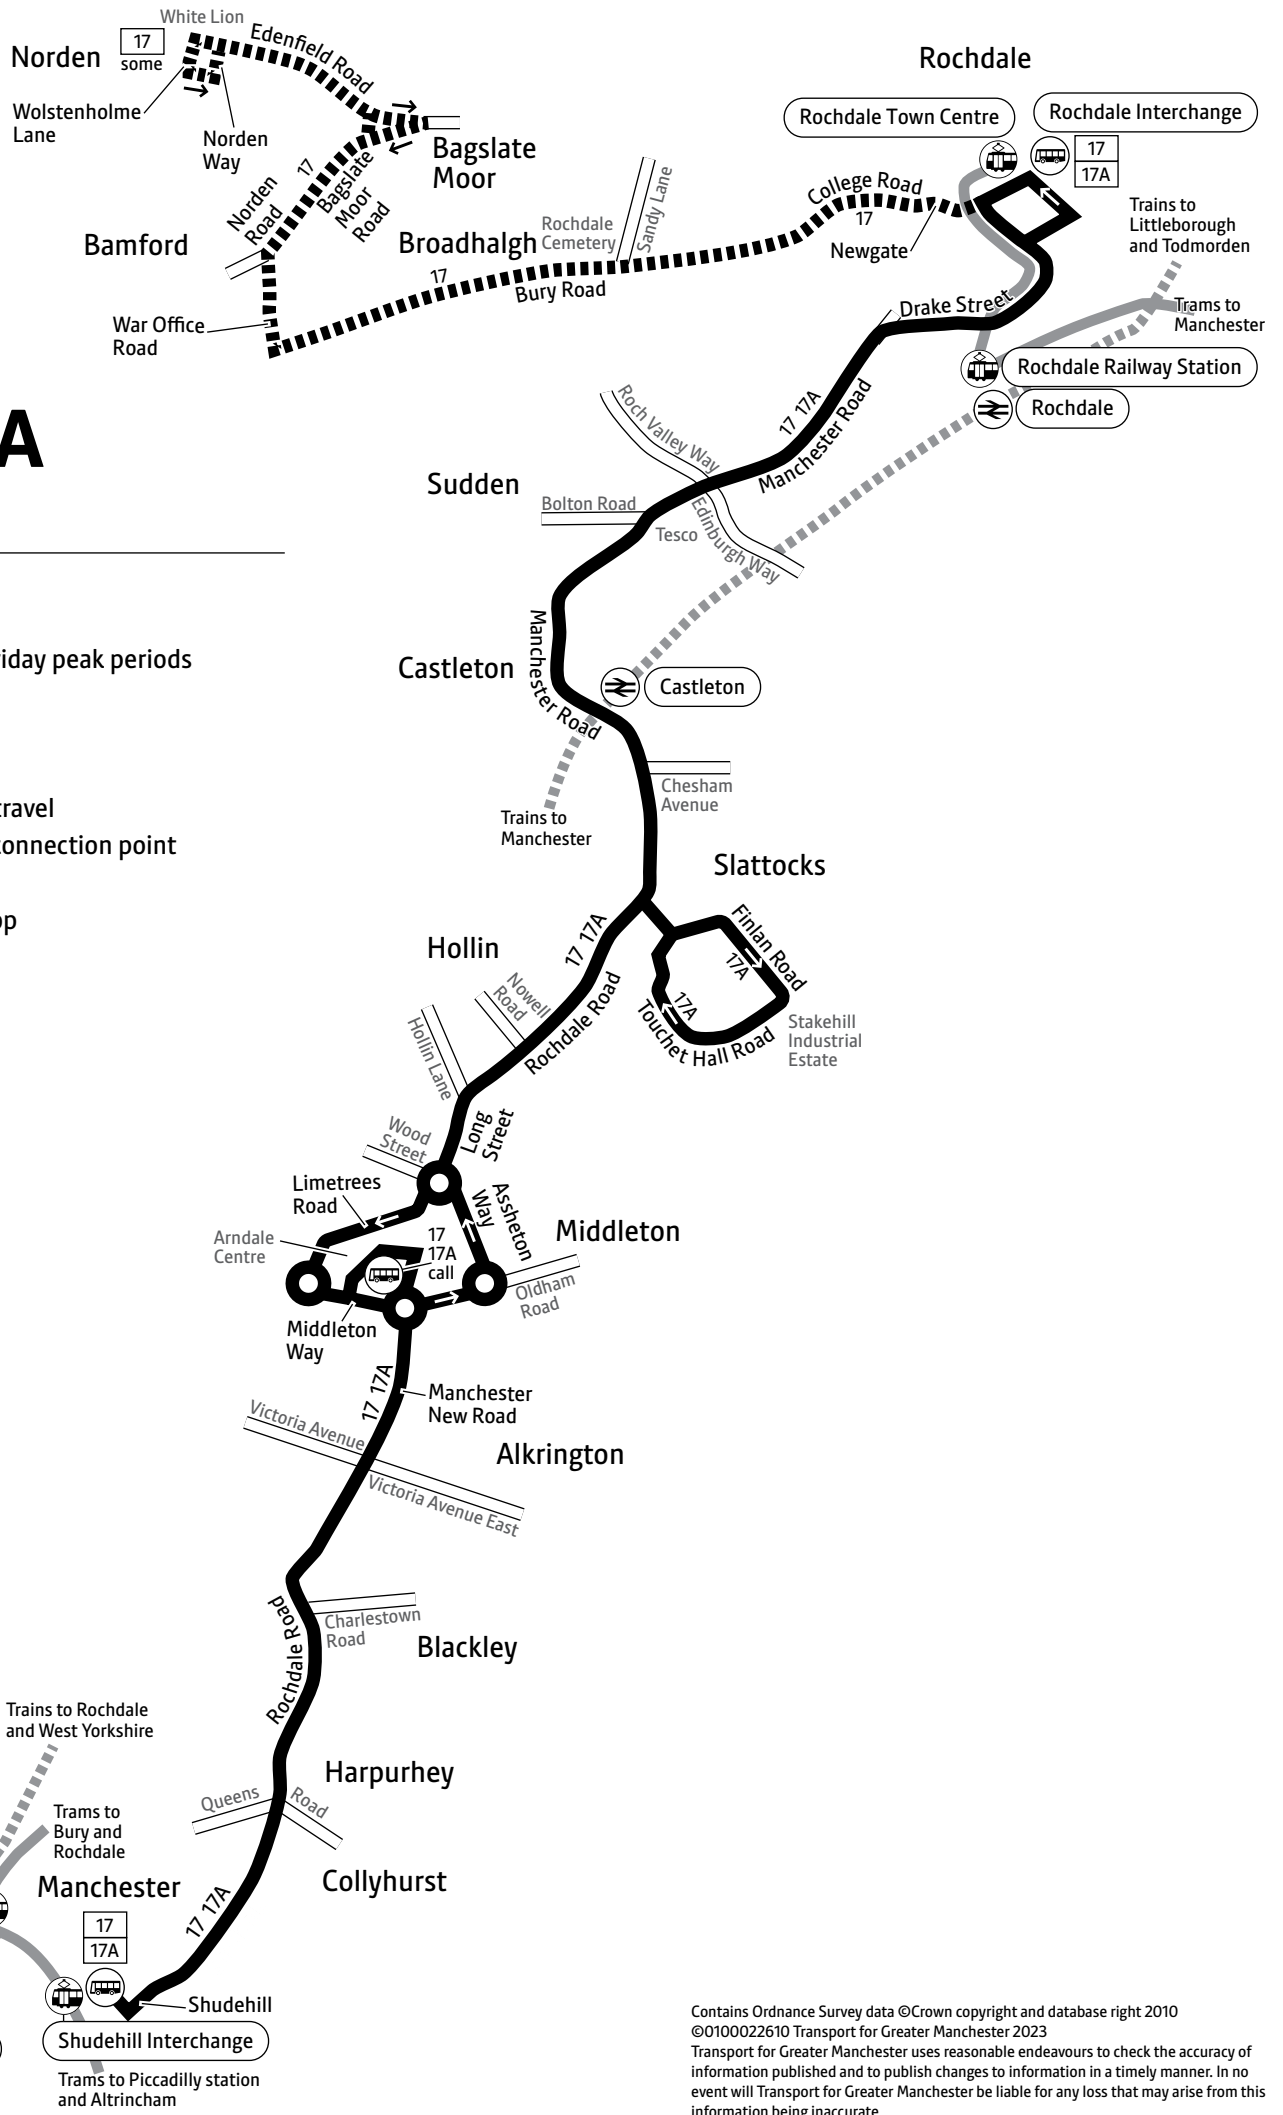 White Lion
Norden
17
some
Edenfield Road
Wolstenholme
Lane
Norden
Way
Bagslate
Moor
17
Norden
Road
Bagslate
Moor
Road
Bamford
War Office
Road
Broadhalgh
17
Bury Road
Rochdale
Cemetery
Sandy Lane
College Road
17
Newgate
Rochdale
Rochdale Town Centre
Rochdale Interchange
17
17A
Trains to
Littleborough
and Todmorden
Drake Street
Trams to
Manchester
Rochdale Railway Station
Rochdale
A
17 17A
Manchester Road
Roch Valley Way
Sudden
Bolton Road
Tesco
Edinburgh Way
iday peak periods
Manchester Road
Castleton
Castleton
Chesham
Avenue
ravel
Trains to
Manchester
connection point
Slattocks
op
17 17A
Finlan Road
17A
Hollin
Nowell
Road
Rochdale Road
17A
Touchet Hall Road
Stakehill
Industrial
Estate
Hollin Lane
Long
Street
Wood
Street
Limetrees
Road
Assheton
Way
Middleton
Arndale
Centre
17
17A
call
Oldham
Road
Middleton
Way
17 17A
Manchester
New Road
Victoria Avenue
Alkrington
Victoria Avenue East
Rochdale Road
Charlestown
Road
Blackley
Trains to Rochdale
and West Yorkshire
Harpurhey
Queens Road
Trams to
Bury and
Rochdale
Collyhurst
Manchester
17
17A
17 17A
Shudehill
Shudehill Interchange
Trams to Piccadilly station
and Altrincham
Contains Ordnance Survey data ©Crown copyright and database right 2010
©0100022610 Transport for Greater Manchester 2023
Transport for Greater Manchester uses reasonable endeavours to check the accuracy of
information published and to publish changes to information in a timely manner. In no
event will Transport for Greater Manchester be liable for any loss that may arise from this
information being inaccurate